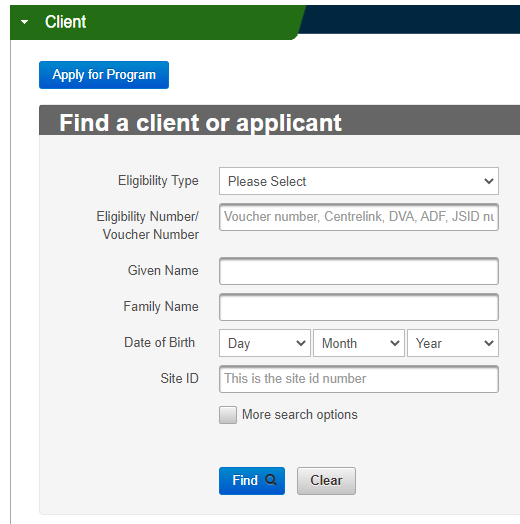 Client
Apply for Program
Find a client or applicant
Eligibility Type
Please Select
Eligibility Number/
Voucher Number
Voucher number, Centrelink, DVA, ADF, JSID
Given Name
Family Name
Date of Birth
Day
Month
Year
Site ID
This is the site id number
More search options
Find
Clear